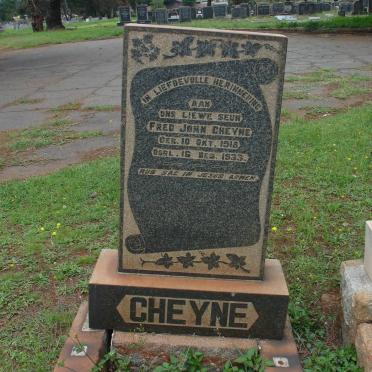 IN LIEFDEVOLLE HERINNERING
AAN
ONS LIEWE SEUN
FRED JOHN CHEYNE
GEB. 10 OKT. 1918
OORL. 16 DES. 1933.
RUS SAG IN JESUS ARMEN
CHEYNE